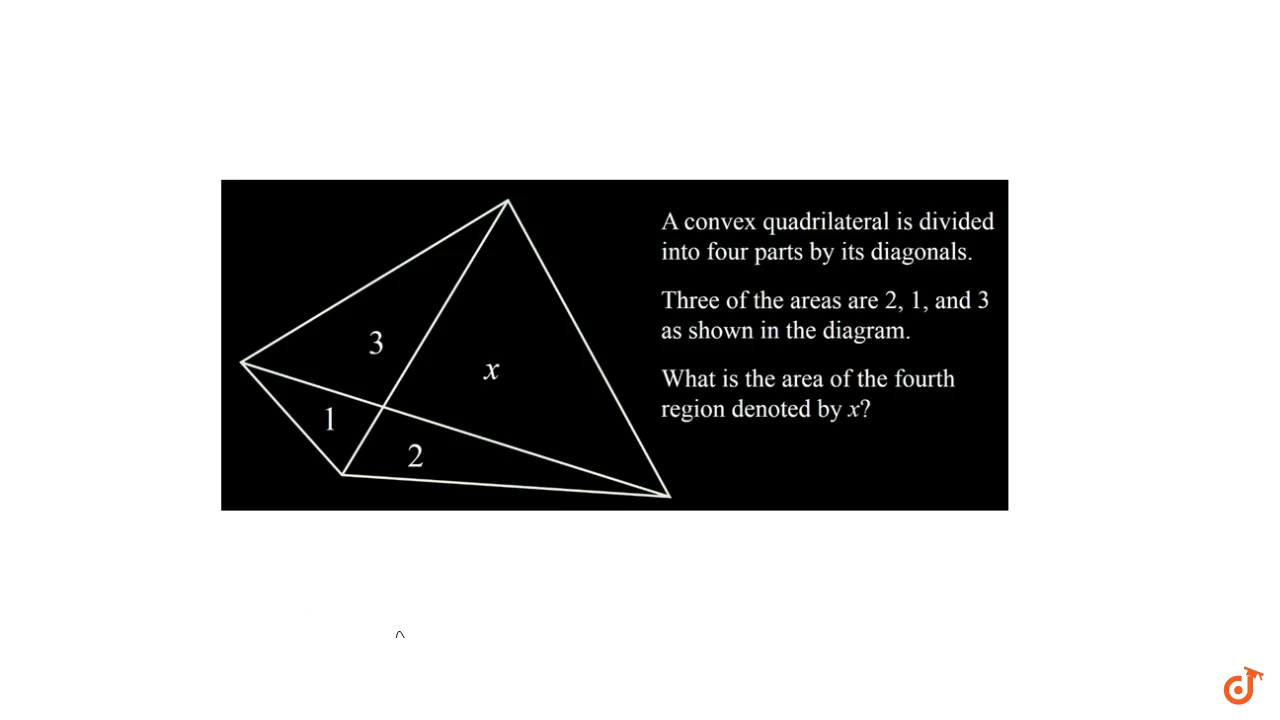 A convex quadrilateral is divided
into four parts by its diagonals.
Three of the areas are 2, 1, and 3
as shown in the diagram.
What is the area of the fourth
region denoted by x?
3
x
1
2